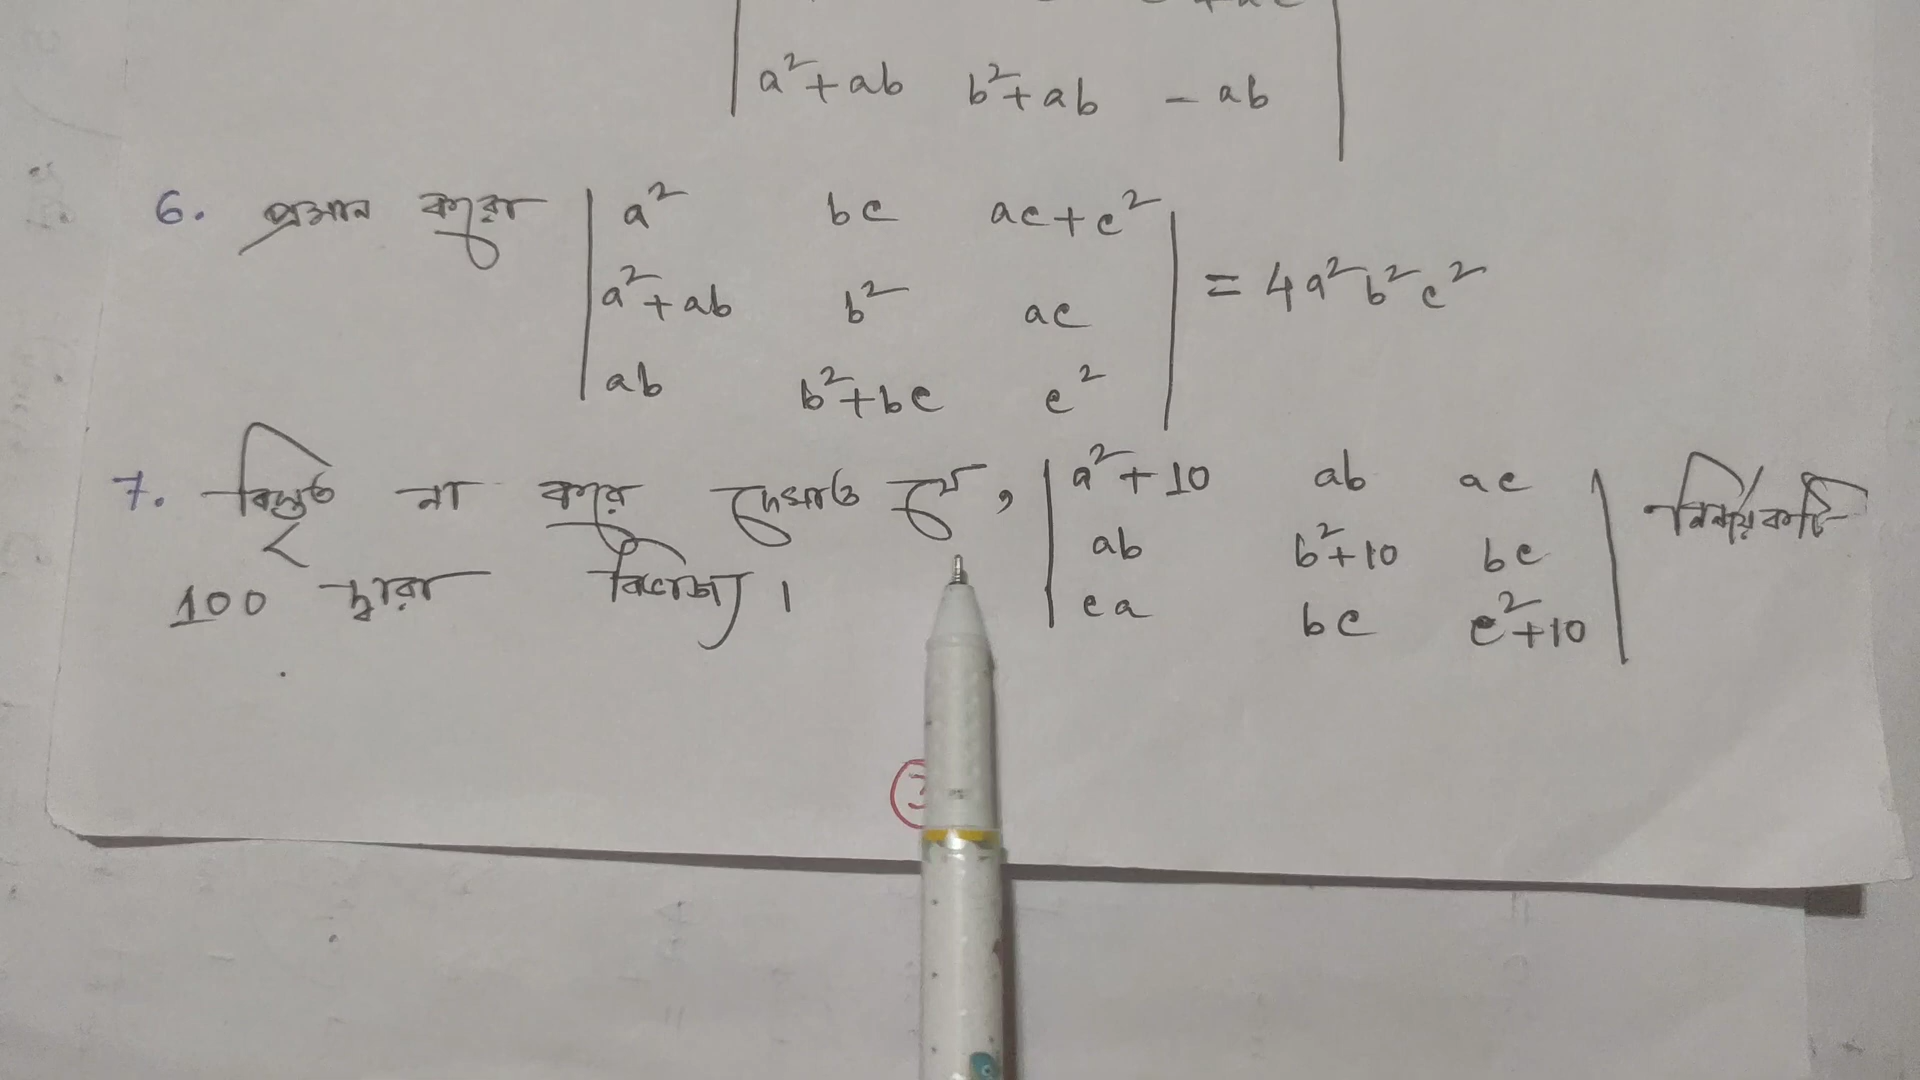 a²+ab b²+ab - ab
6. প্রমান করো | a² bc ac+c² |
| a²+ab b² ac | = 4a²b²c²
| ab b²+bc c² |
7. বিস্তৃত না করে দেখাও যে, | a²+10 ab ac | নির্ণায়কটি
| ab b²+10 bc |
100 দ্বারা বিভাজ্য । | ca bc c²+10 |